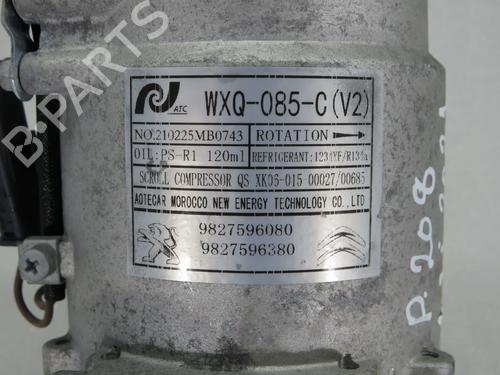 B-PARTS
ATC
WXQ-085-C(V2)
NO.210225MB0743
ROTATION
OIL:PS-R1 120ml
REFRIGERANT:1234YF/R134a
SCROLL COMPRESSOR QS XK06-015-00027/00685
AOTECAR MOROCCO NEW ENERGY TECHNOLOGY CO.,LTD
9827596080
9827596380
P.208